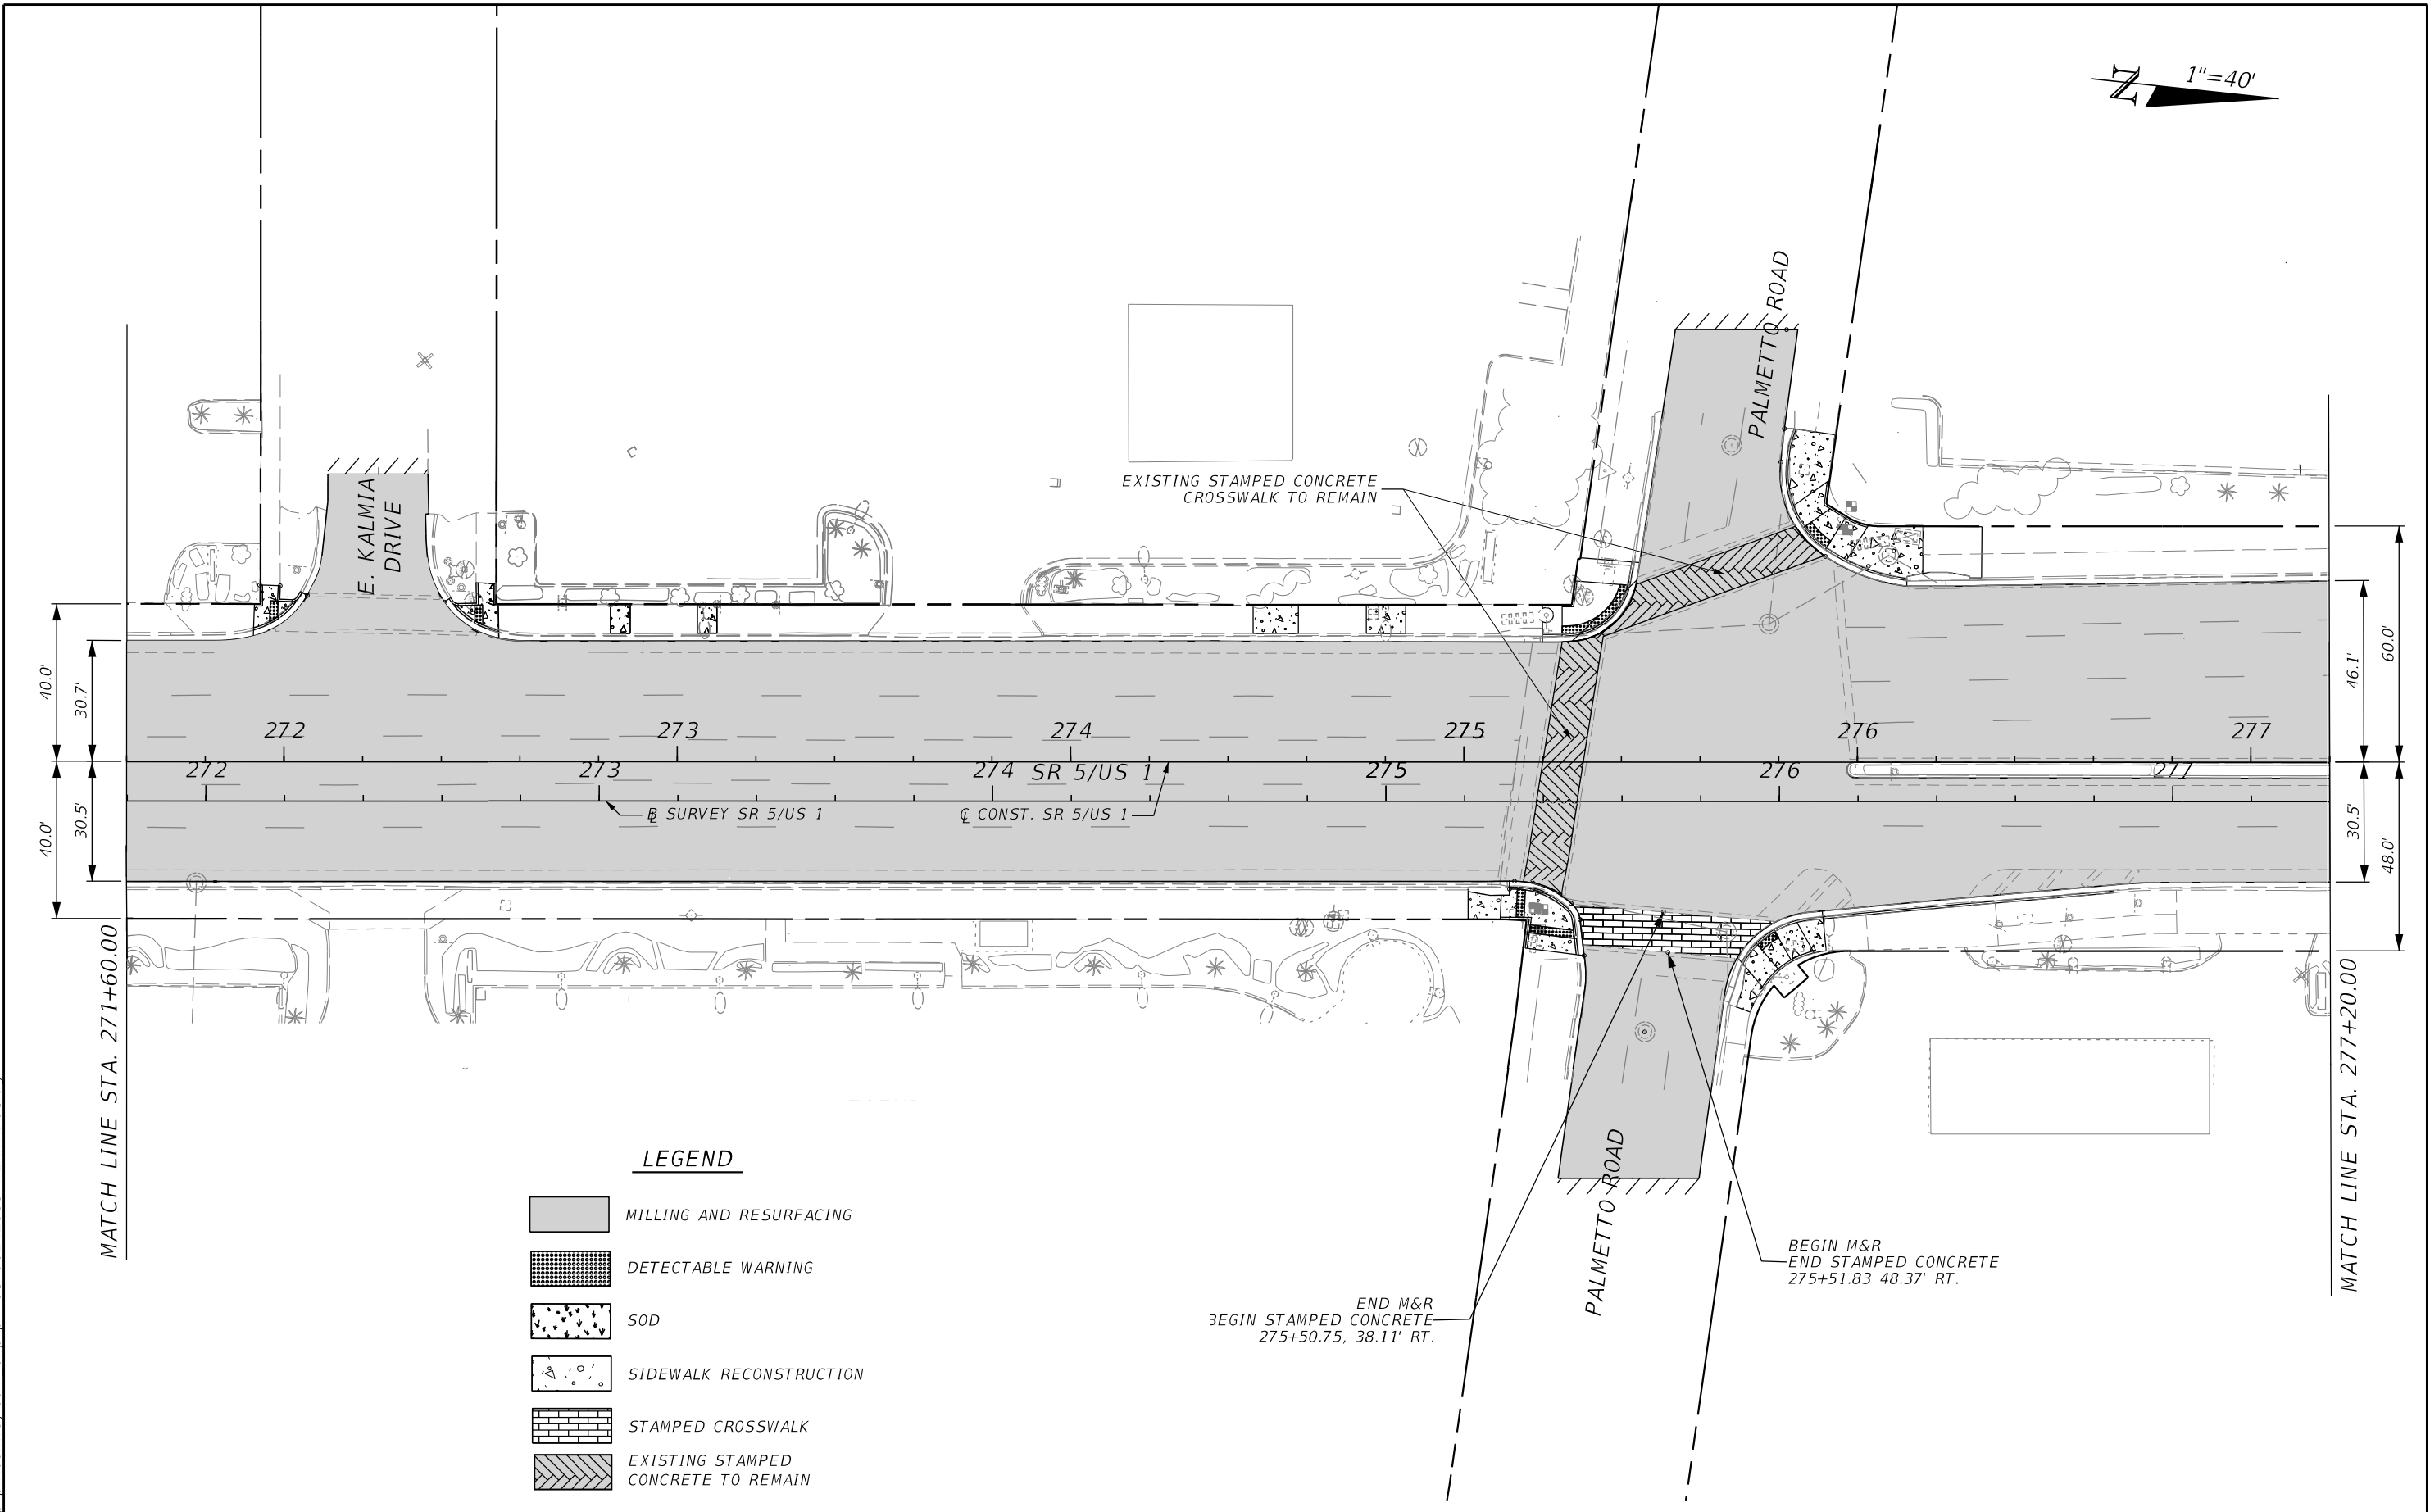 N
1"=40'
PALMETTO ROAD
EXISTING STAMPED CONCRETE
CROSSWALK TO REMAIN
E. KALMIA
DRIVE
40.0'
30.7'
46.1'
60.0'
272
273
274
275
276
277
272
273
274
SR 5/US 1
275
276
277
℄ SURVEY SR 5/US 1
℄ CONST. SR 5/US 1
40.0'
30.5'
30.5'
48.0'
MATCH LINE STA. 271+60.00
MATCH LINE STA. 277+20.00
PALMETTO ROAD
BEGIN M&R
END STAMPED CONCRETE
275+51.83 48.37' RT.
END M&R
BEGIN STAMPED CONCRETE
275+50.75, 38.11' RT.
LEGEND
MILLING AND RESURFACING
DETECTABLE WARNING
SOD
SIDEWALK RECONSTRUCTION
STAMPED CROSSWALK
EXISTING STAMPED
CONCRETE TO REMAIN